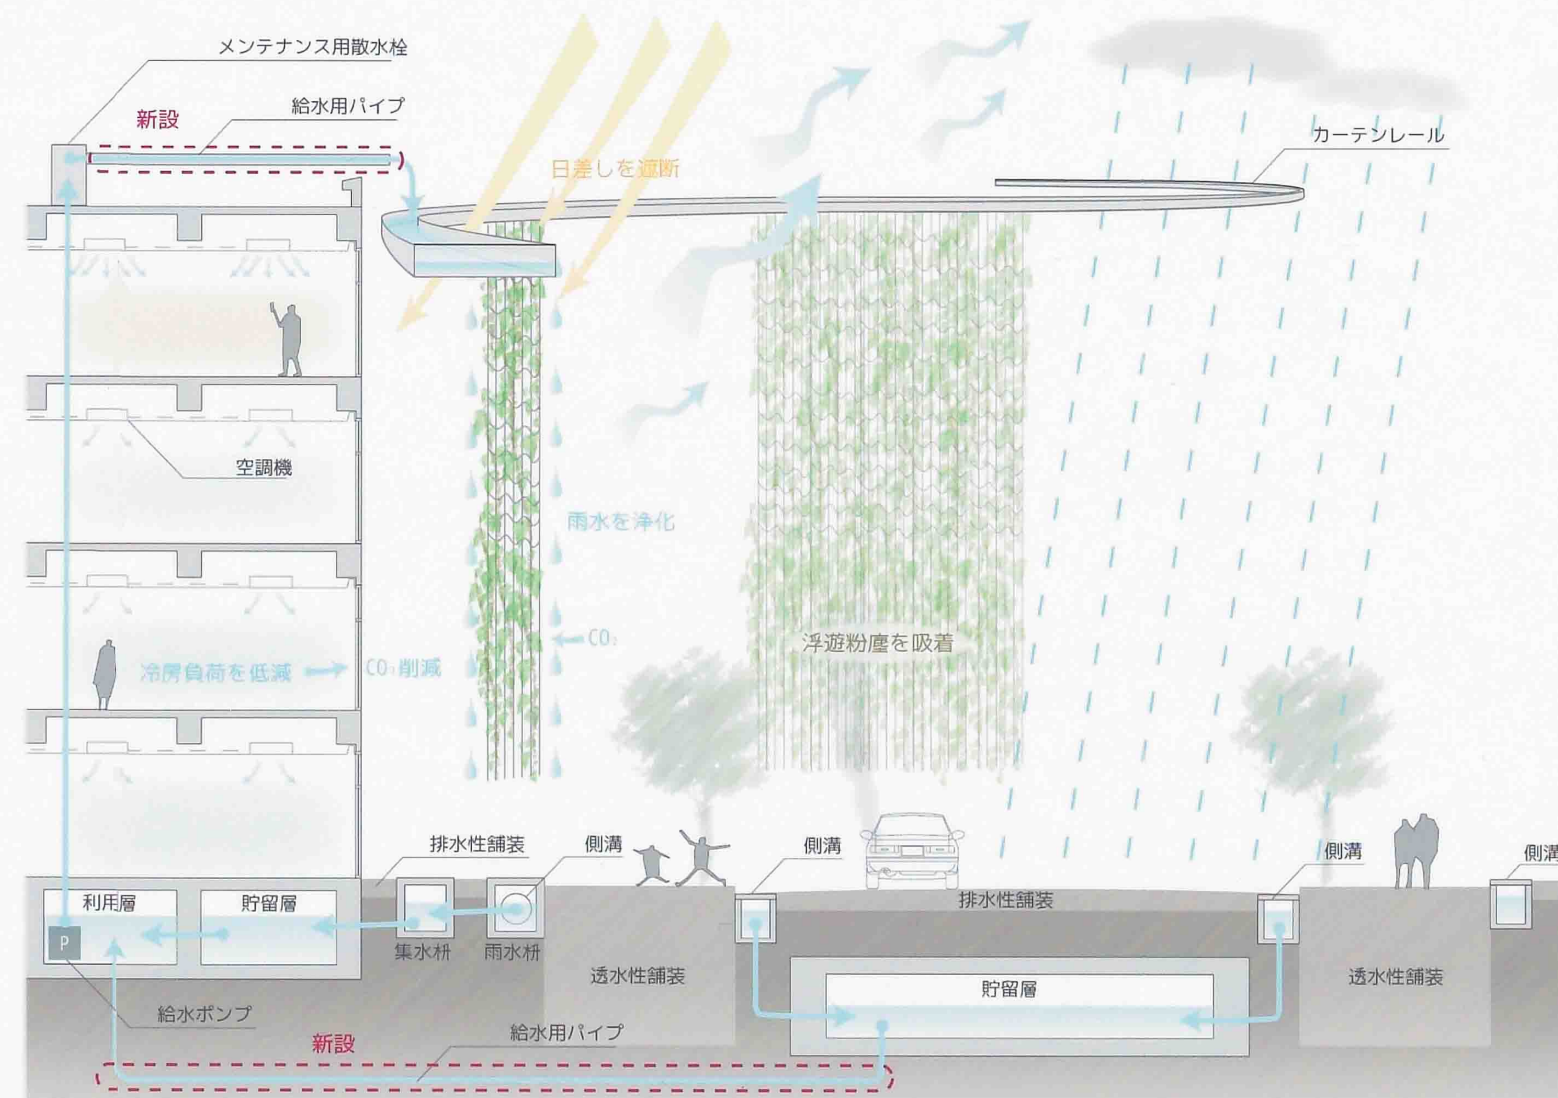 メンテナンス用散水栓
給水用パイプ
新設
日差しを遮断
カーテンレール
空調機
雨水を浄化
CO₂
浮遊粉塵を吸着
冷房負荷を低減
CO₂削減
排水性舗装
側溝
側溝
側溝
側溝
利用層
貯留層
集水枡
雨水枡
排水性舗装
P
透水性舗装
貯留層
透水性舗装
給水ポンプ
新設
給水用パイプ